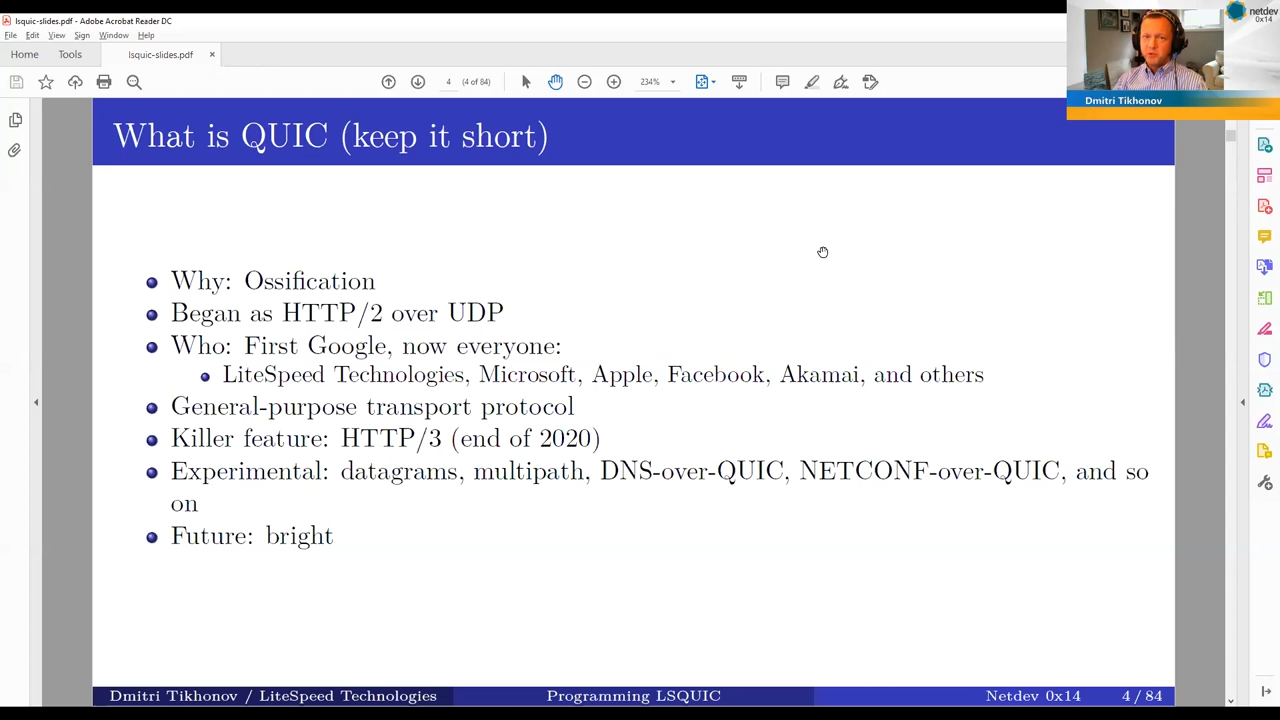 lsquic-slides.pdf - Adobe Acrobat Reader DC
File Edit View Sign Window Help
Home Tools lsquic-slides.pdf ×
4 (4 of 84) 234%
netdev
0x14
Dmitri Tikhonov
What is QUIC (keep it short)
Why: Ossification
Began as HTTP/2 over UDP
Who: First Google, now everyone:
LiteSpeed Technologies, Microsoft, Apple, Facebook, Akamai, and others
General-purpose transport protocol
Killer feature: HTTP/3 (end of 2020)
Experimental: datagrams, multipath, DNS-over-QUIC, NETCONF-over-QUIC, and so
on
Future: bright
Dmitri Tikhonov / LiteSpeed Technologies Programming LSQUIC Netdev 0x14 4 / 84